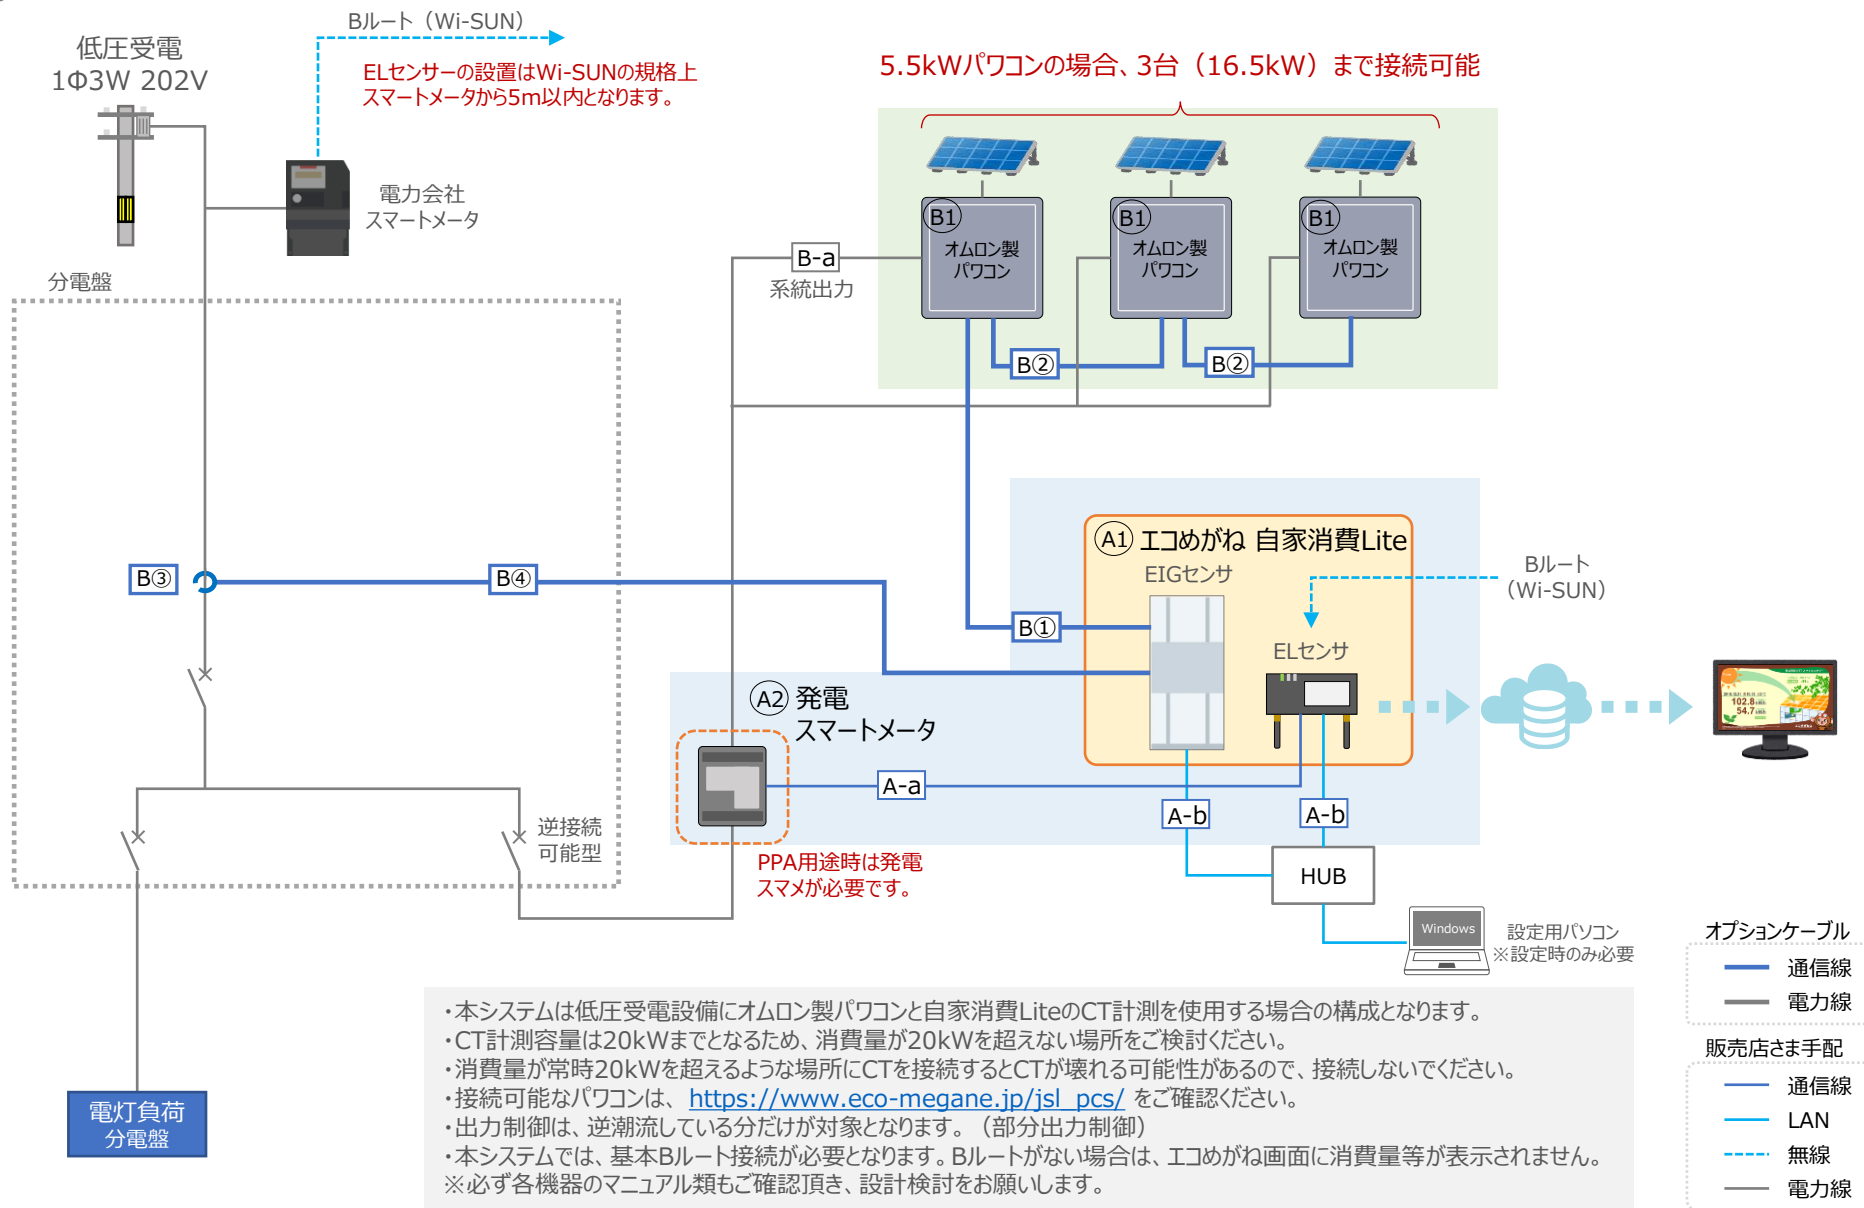 Bルート（Wi-SUN）
低圧受電
1Φ3W 202V
ELセンサーの設置はWi-SUNの規格上
スマートメータから5m以内となります。
5.5kWパワコンの場合、3台（16.5kW）まで接続可能
電力会社
スマートメータ
B1
オムロン製
パワコン
B1
オムロン製
パワコン
B1
オムロン製
パワコン
B-a
系統出力
分電盤
B②
B②
A1 エコめがね 自家消費Lite
EIGセンサ
Bルート
（Wi-SUN）
B③
B④
B①
ELセンサ
A2 発電
スマートメータ
102.8
54.7
A-a
A-b
A-b
逆接続
可能型
PPA用途時は発電
スマメが必要です。
HUB
Windows
設定用パソコン
※設定時のみ必要
オプションケーブル
通信線
電力線
販売店さま手配
通信線
LAN
無線
電力線
電灯負荷
分電盤
・本システムは低圧受電設備にオムロン製パワコンと自家消費LiteのCT計測を使用する場合の構成となります。
・CT計測容量は20kWまでとなるため、消費量が20kWを超えない場所をご検討ください。
・消費量が常時20kWを超えるような場所にCTを接続するとCTが壊れる可能性があるので、接続しないでください。
・接続可能なパワコンは、 https://www.eco-megane.jp/jsl_pcs/ をご確認ください。
・出力制御は、逆潮流している分だけが対象となります。（部分出力制御）
・本システムでは、基本Bルート接続が必要となります。Bルートがない場合は、エコめがね画面に消費量等が表示されません。
※必ず各機器のマニュアル類もご確認頂き、設計検討をお願いします。